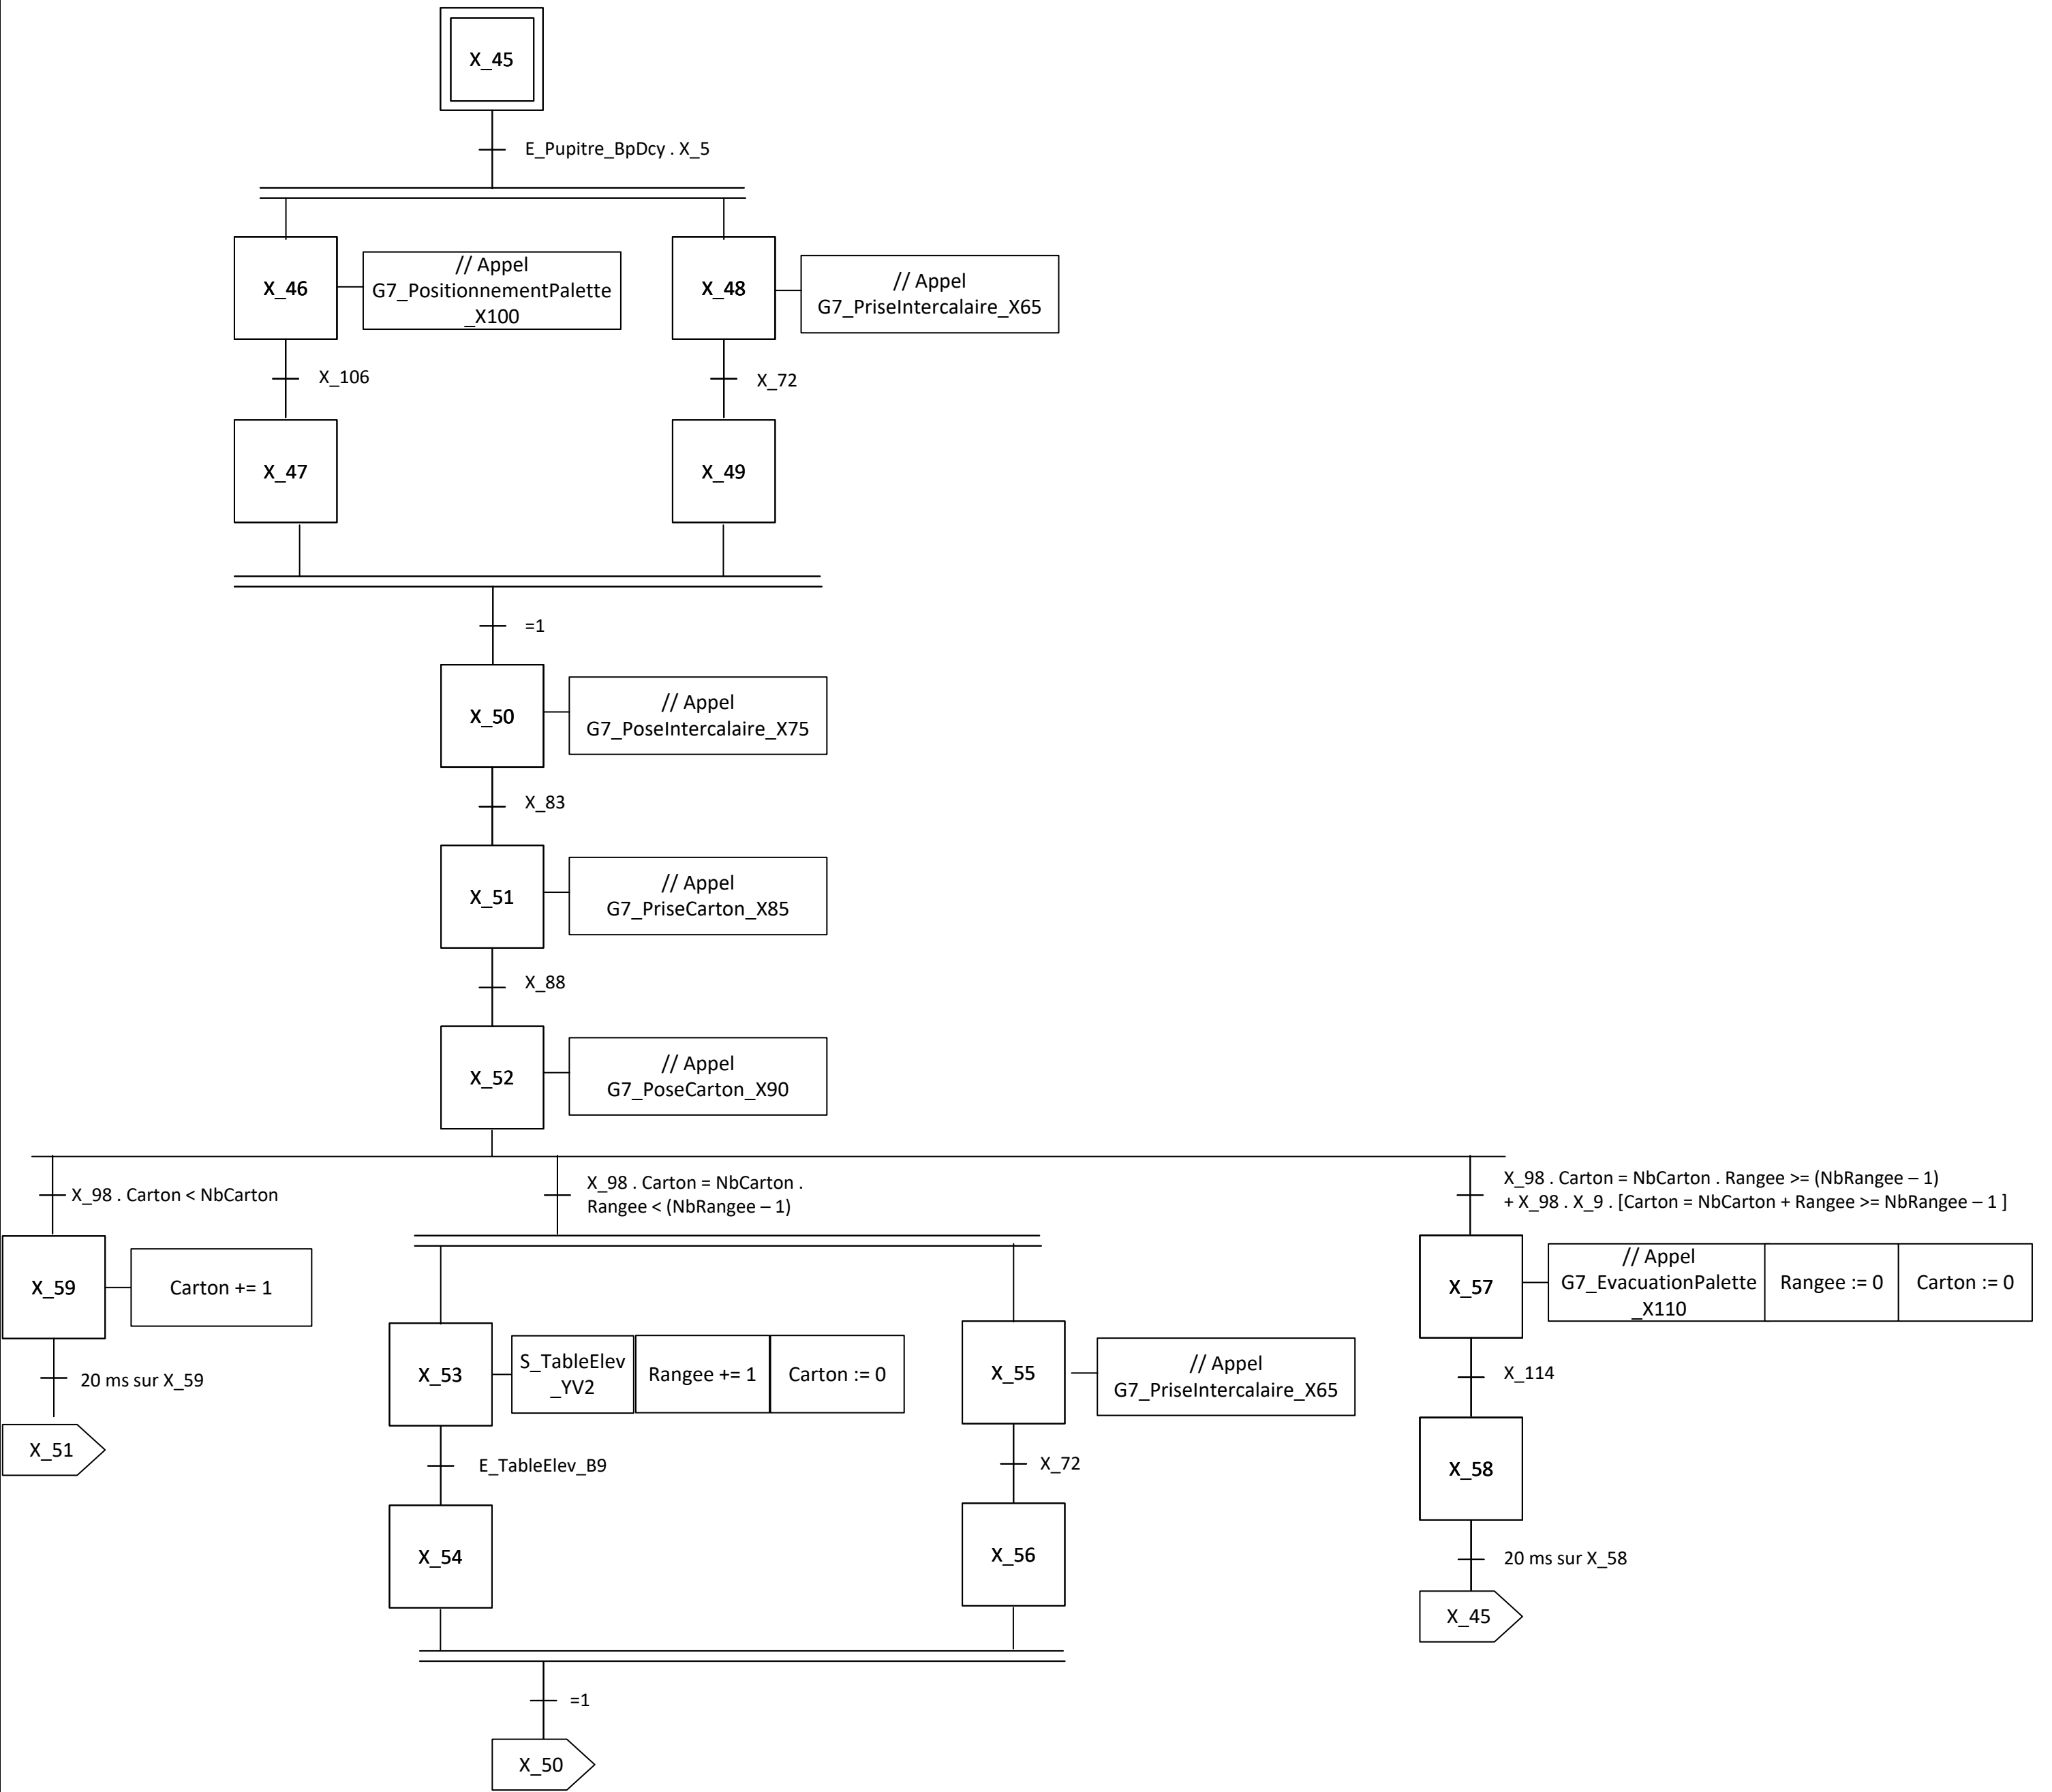 X_45
E_Pupitre_BpDcy . X_5
X_46
// Appel
G7_PositionnementPalette
_X100
X_48
// Appel
G7_PriseIntercalaire_X65
X_106
X_72
X_47
X_49
=1
X_50
// Appel
G7_PoseIntercalaire_X75
X_83
X_51
// Appel
G7_PriseCarton_X85
X_88
X_52
// Appel
G7_PoseCarton_X90
X_98 . Carton < NbCarton
X_98 . Carton = NbCarton .
Rangee < (NbRangee – 1)
X_98 . Carton = NbCarton . Rangee >= (NbRangee – 1)
+ X_98 . X_9 . [Carton = NbCarton + Rangee >= NbRangee – 1 ]
X_59
Carton += 1
20 ms sur X_59
X_51
X_53
S_TableElev
_YV2
Rangee += 1
Carton := 0
X_55
// Appel
G7_PriseIntercalaire_X65
E_TableElev_B9
X_72
X_54
X_56
=1
X_50
X_57
// Appel
G7_EvacuationPalette
_X110
Rangee := 0
Carton := 0
X_114
X_58
20 ms sur X_58
X_45